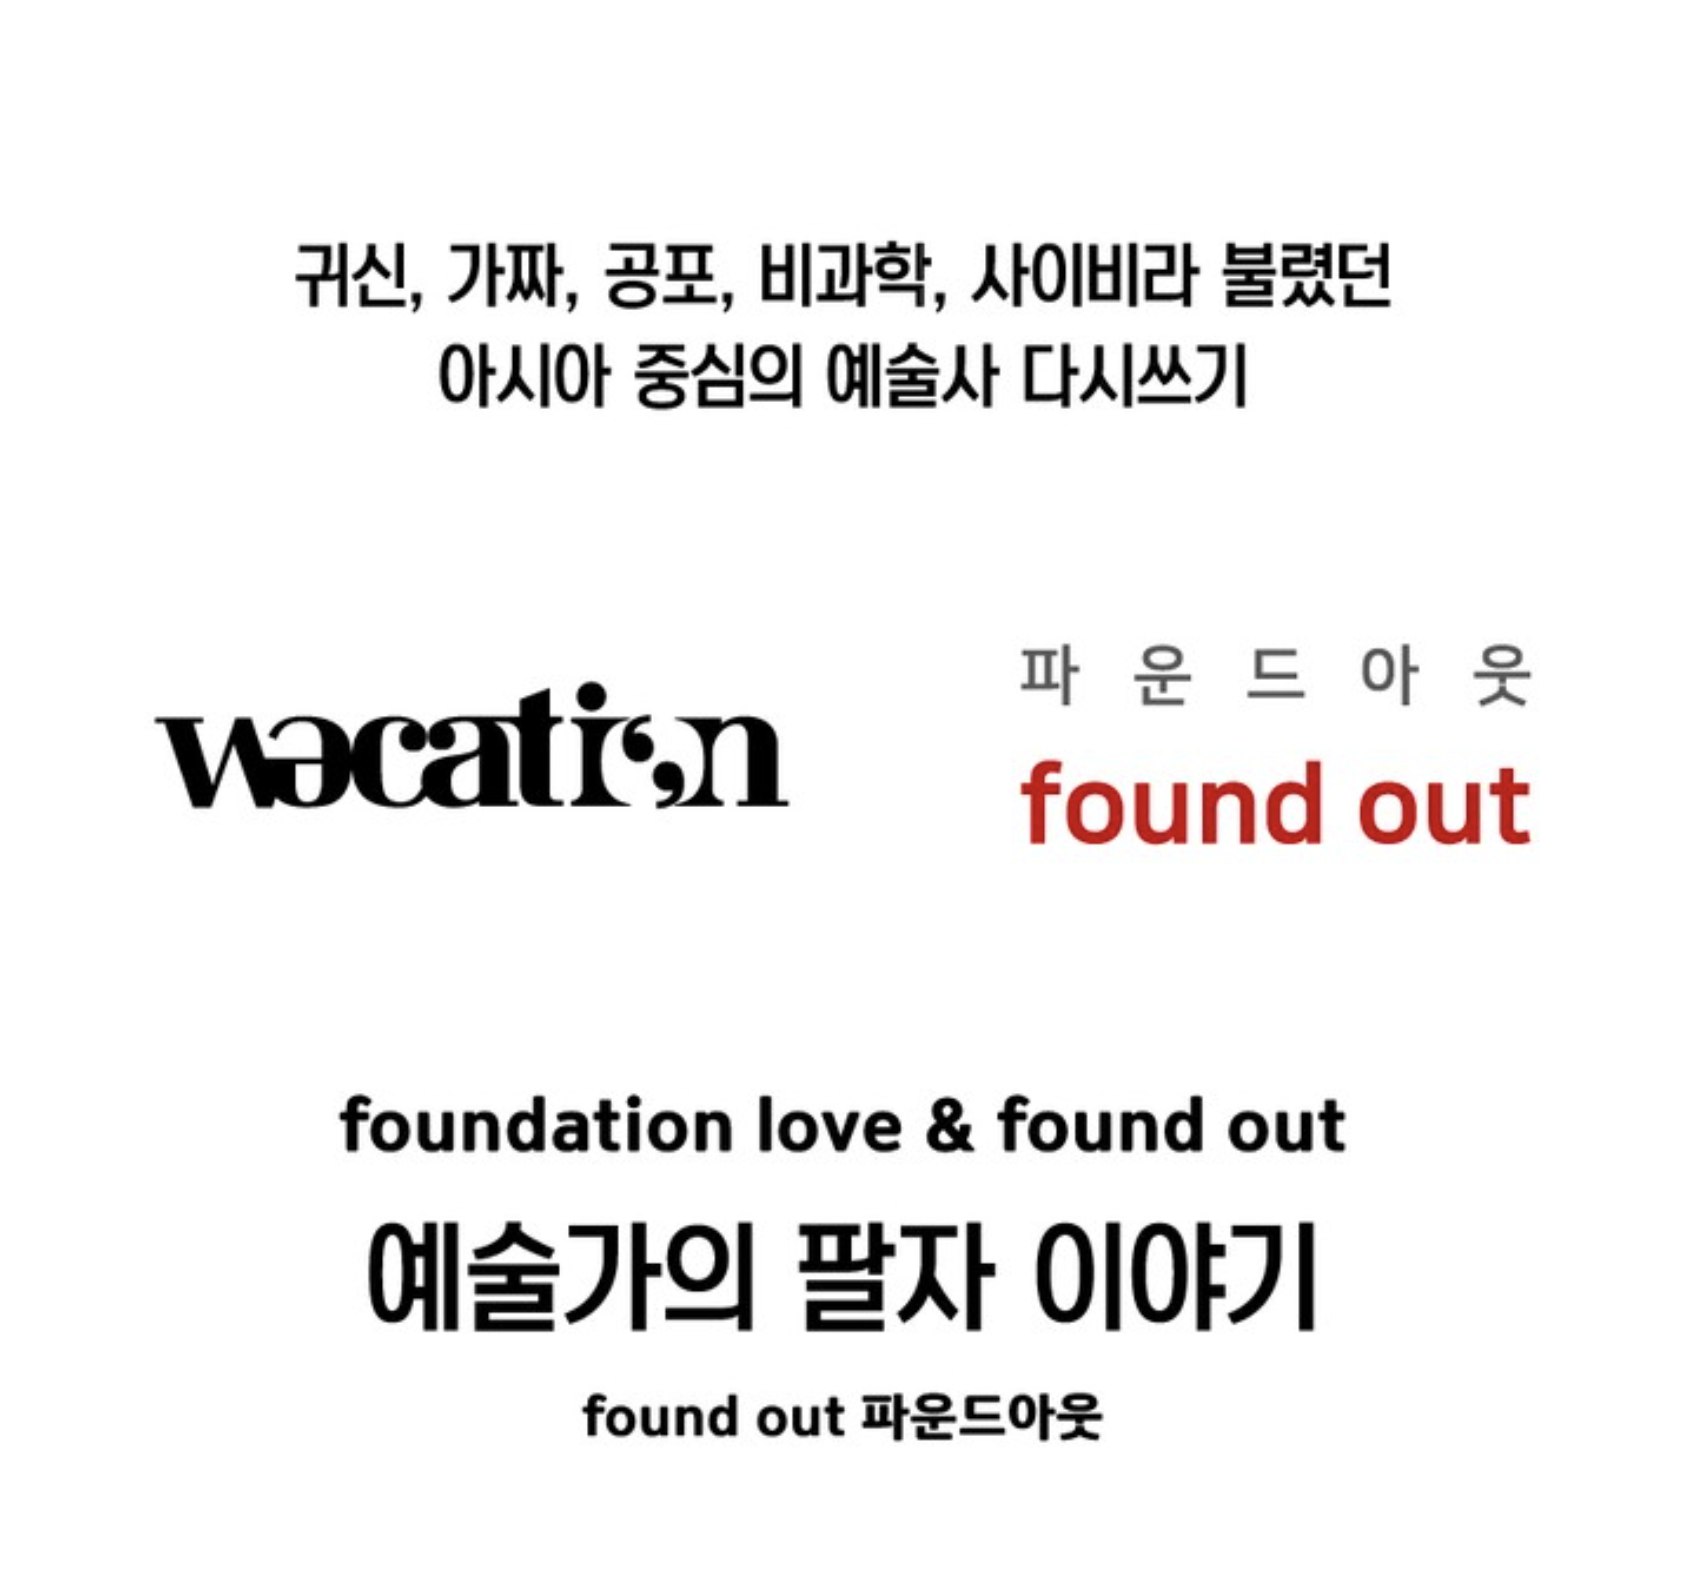 귀신, 가짜, 공포, 비과학, 사이비라 불렸던
아시아 중심의 예술사 다시쓰기
wəcation
파운드아웃
found out
foundation love & found out
예술가의 팔자 이야기
found out 파운드아웃